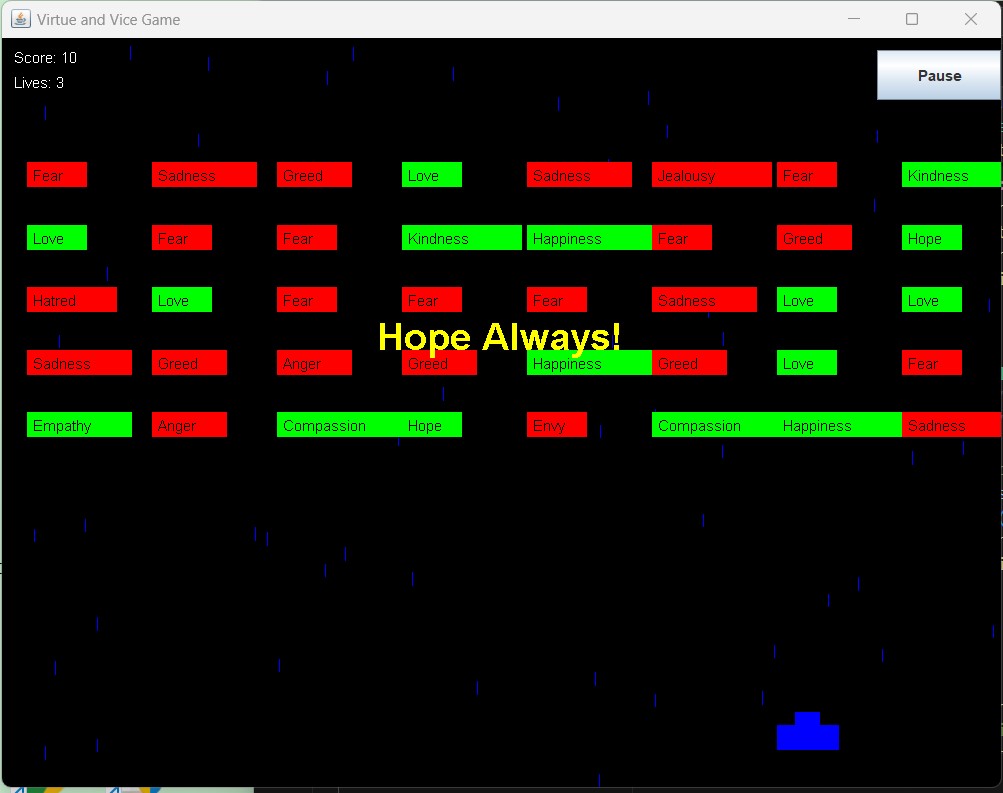 Virtue and Vice Game
Score: 10
Lives: 3
Pause
Fear Sadness Greed Love Sadness Jealousy Fear Kindness
Love Fear Fear Kindness Happiness Fear Greed Hope
Hatred Love Fear Fear Fear Sadness Love Love
Hope Always!
Sadness Greed Anger Greed Happiness Greed Love Fear
Empathy Anger Compassion Hope Envy Compassion Happiness Sadness